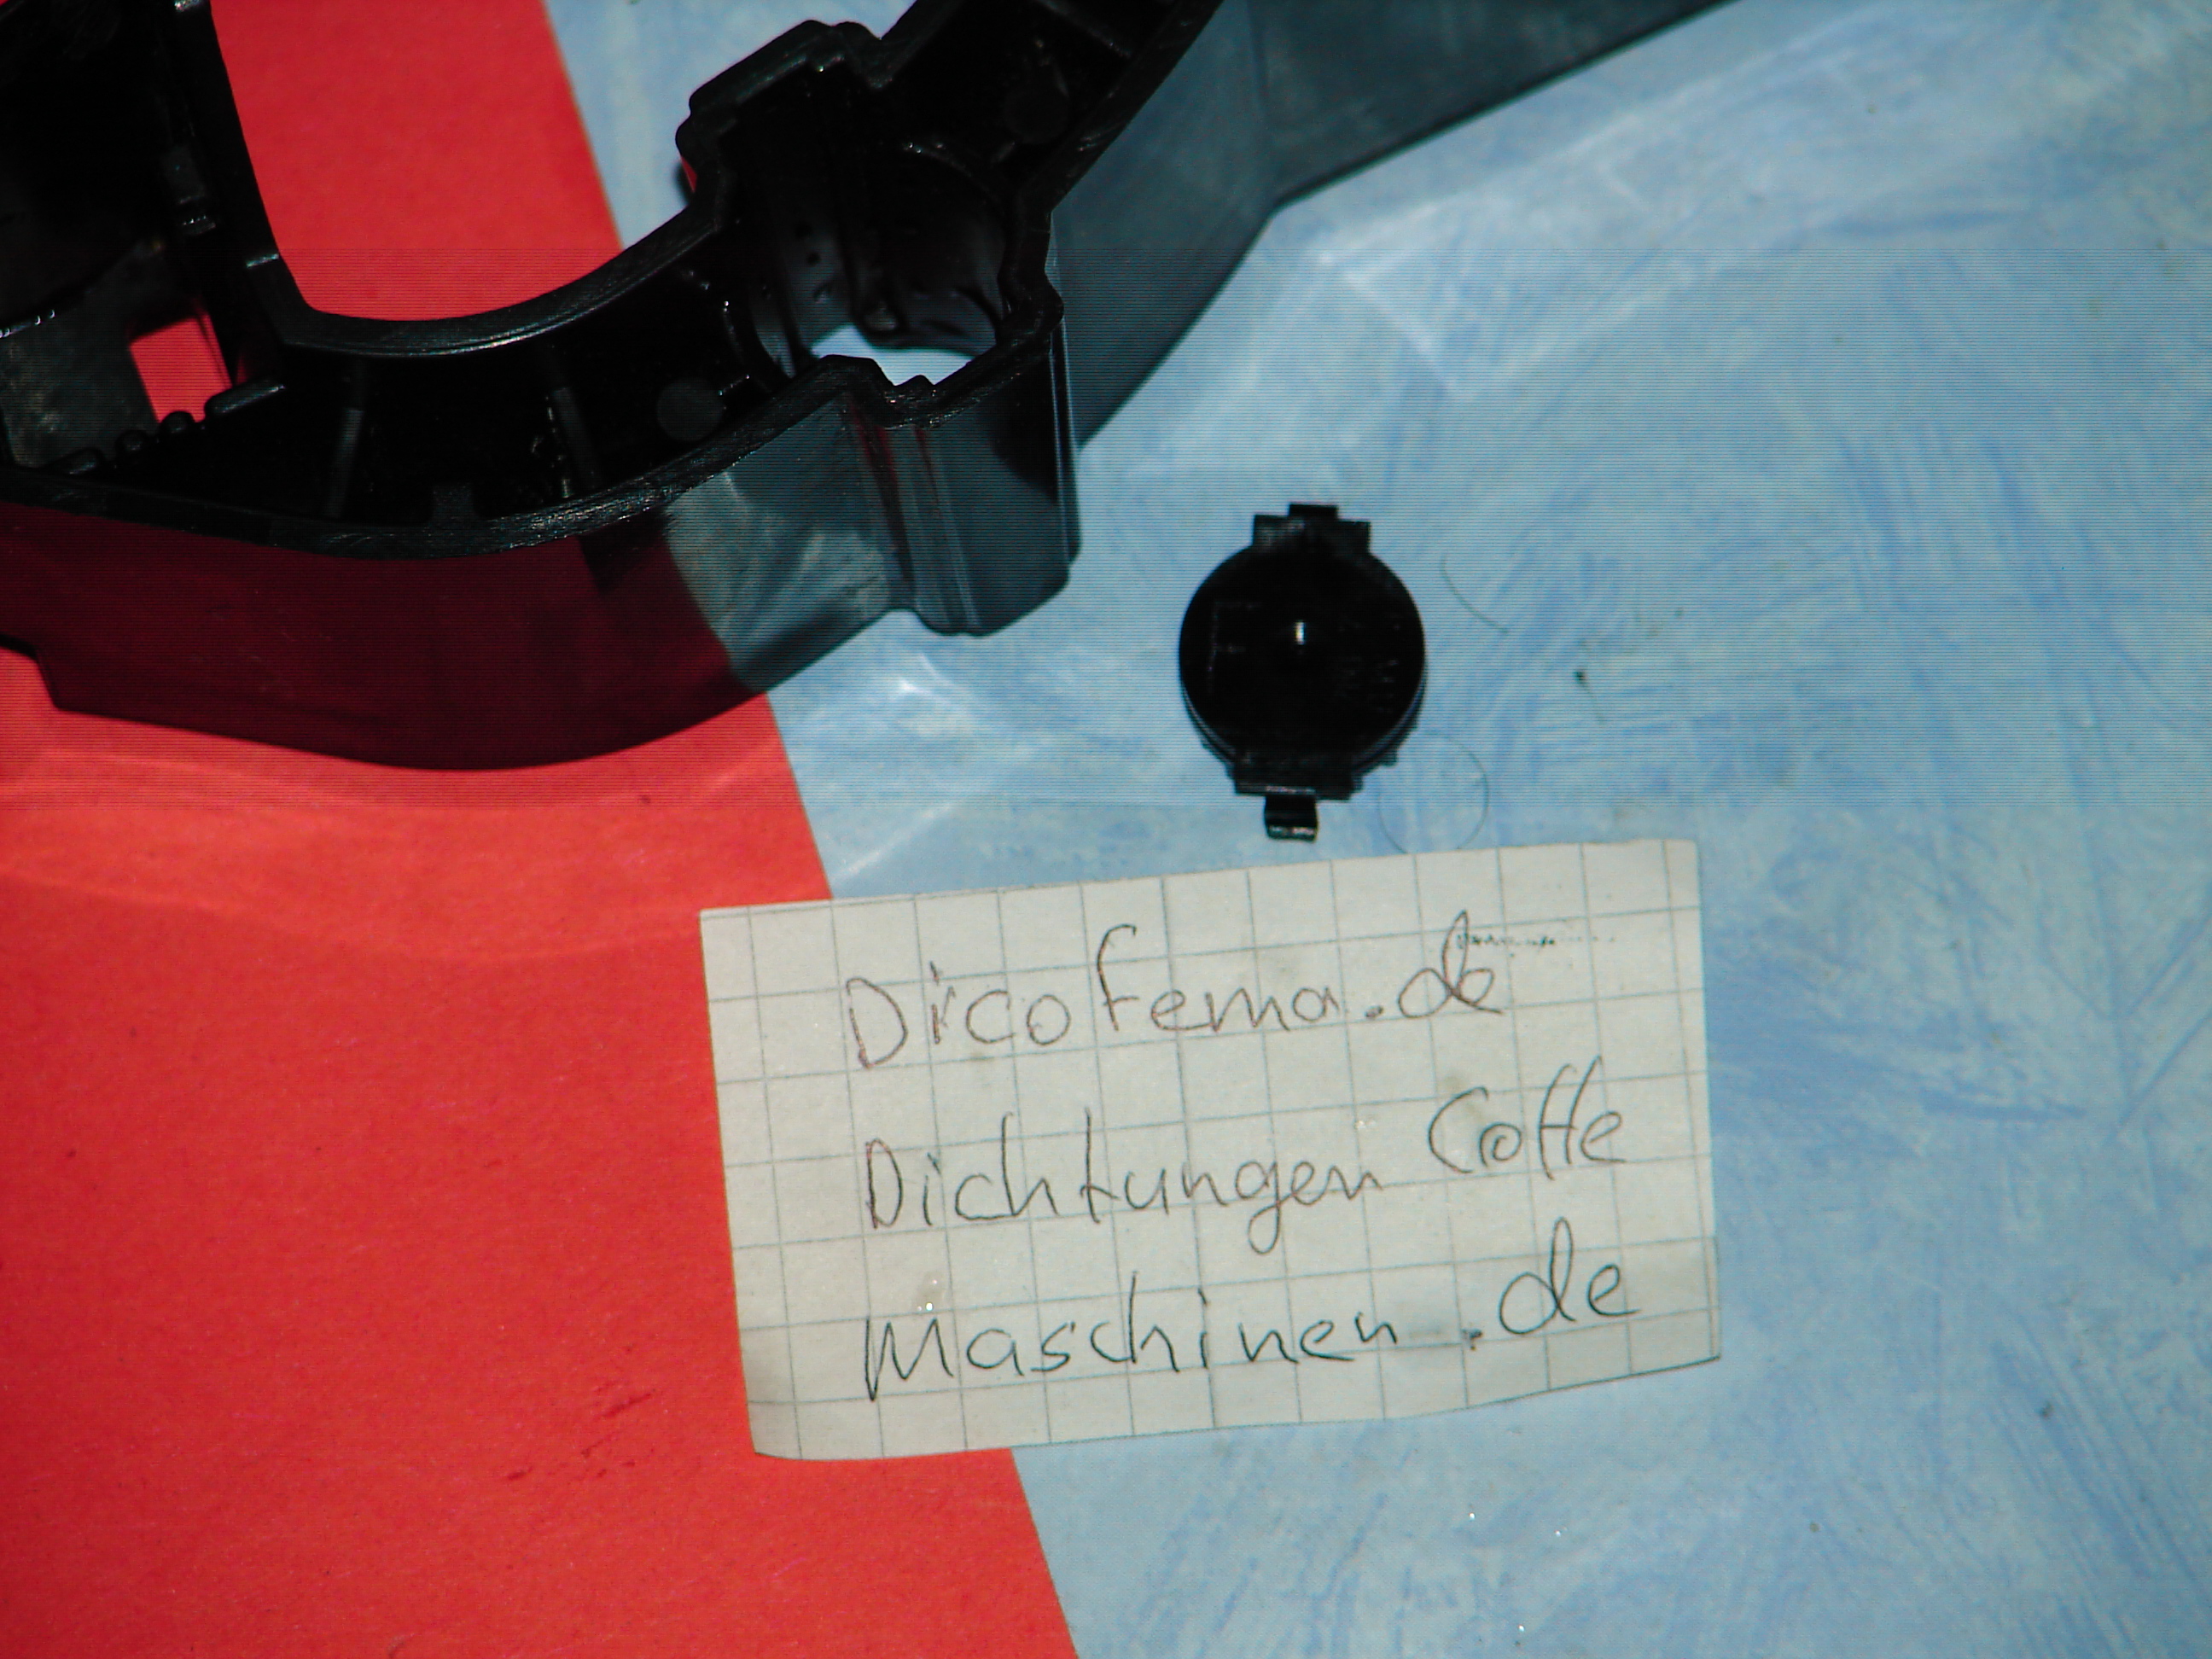 Dicofema.de
Dichtungen Coffe
Maschinen.de